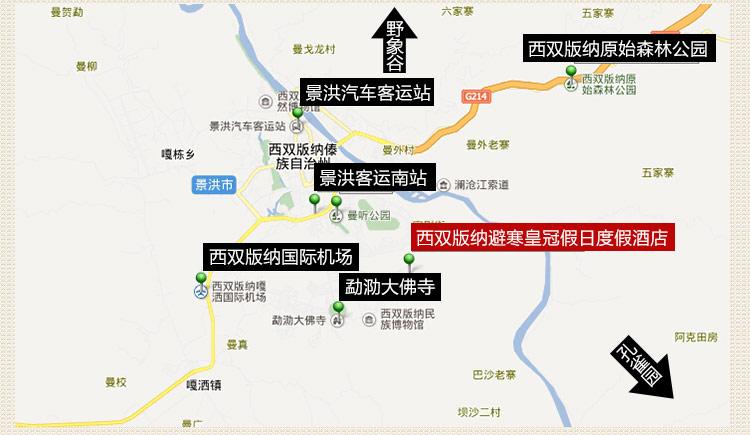 曼贺勐
六家寨
五家寨
野象谷
西双版纳原始森林公园
曼戈龙村
曼柳
西双版纳原
始森林公园
景洪汽车客运站
G214
西双
然博物馆
景洪汽车客运站
西双版纳傣
族自治州
曼外村
曼外老寨
嘎栋乡
五家寨
景洪客运南站
景洪市
澜沧江索道
曼听公园
西双版纳避寒皇冠假日度假酒店
西双版纳国际机场
勐泐大佛寺
西双版纳嘎
洒国际机场
勐泐大佛寺
西双版纳民
族博物馆
阿克田房
孔雀园
曼真
曼校
嘎洒镇
巴沙老寨
坝沙二村
曼广